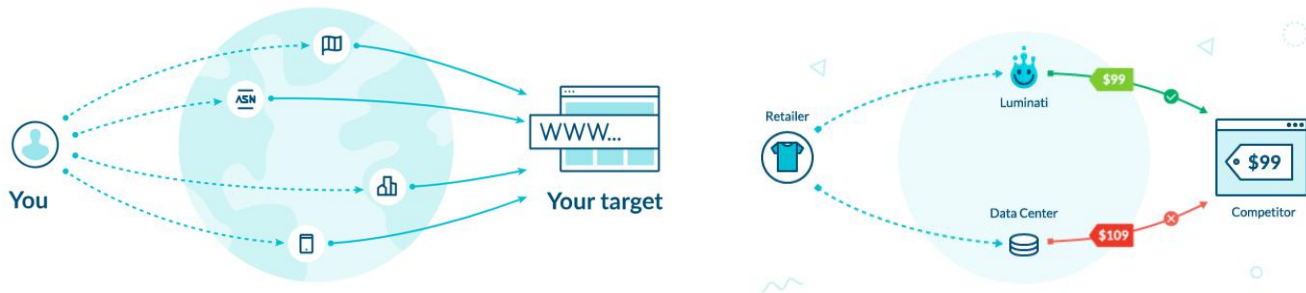 ASN
WWW...
You
Your target
Luminati
$99
Retailer
$99
Data Center
Competitor
$109